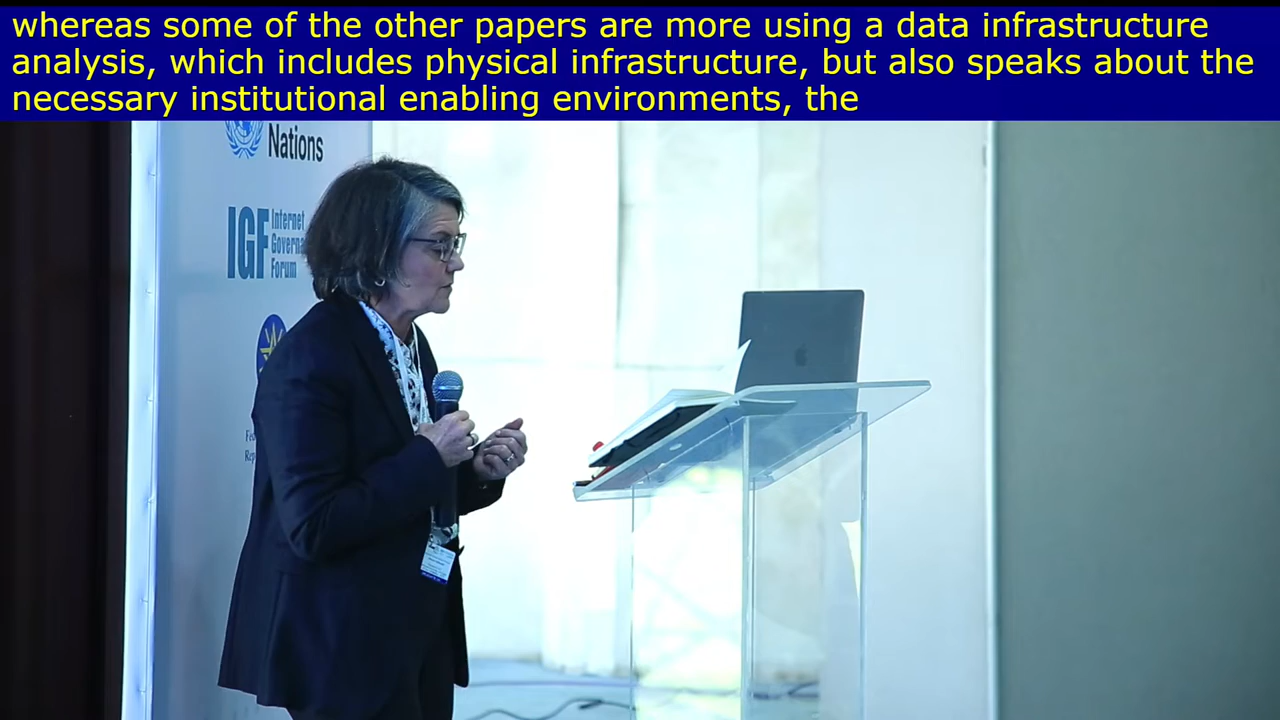 whereas some of the other papers are more using a data infrastructure
analysis, which includes physical infrastructure, but also speaks about the
necessary institutional enabling environments, the
Nations
IGF
Internet
Forum